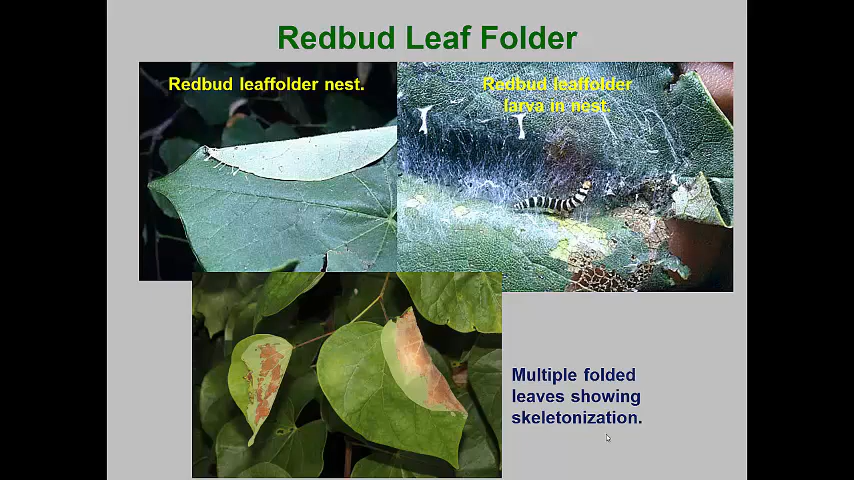 Redbud Leaf Folder
Redbud leaffolder nest.
Redbud leaffolder
larva in nest.
Multiple folded
leaves showing
skeletonization.